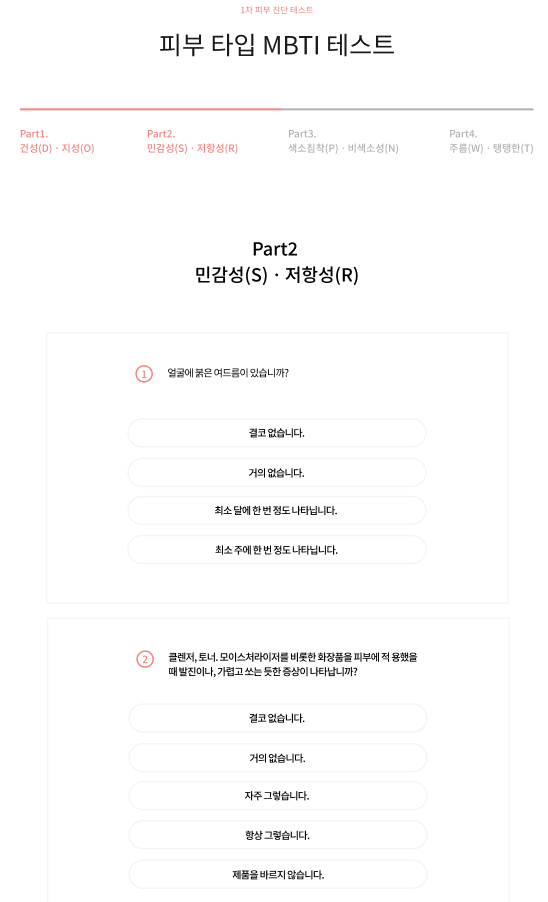 1차 피부 진단 테스트
피부 타입 MBTI 테스트
Part1.
건성(D) · 지성(O)
Part2.
민감성(S) · 저항성(R)
Part3.
색소침착(P) · 비색소성(N)
Part4.
주름(W) · 탱탱한(T)
Part2
민감성(S) · 저항성(R)
1 얼굴에 붉은 여드름이 있습니까?
결코 없습니다.
거의 없습니다.
최소 달에 한 번 정도 나타납니다.
최소 주에 한 번 정도 나타납니다.
2 클렌저, 토너. 모이스처라이저를 비롯한 화장품을 피부에 적 용했을
때 발진이나, 가렵고 쏘는 듯한 증상이 나타납니까?
결코 없습니다.
거의 없습니다.
자주 그렇습니다.
항상 그렇습니다.
제품을 바르지 않습니다.